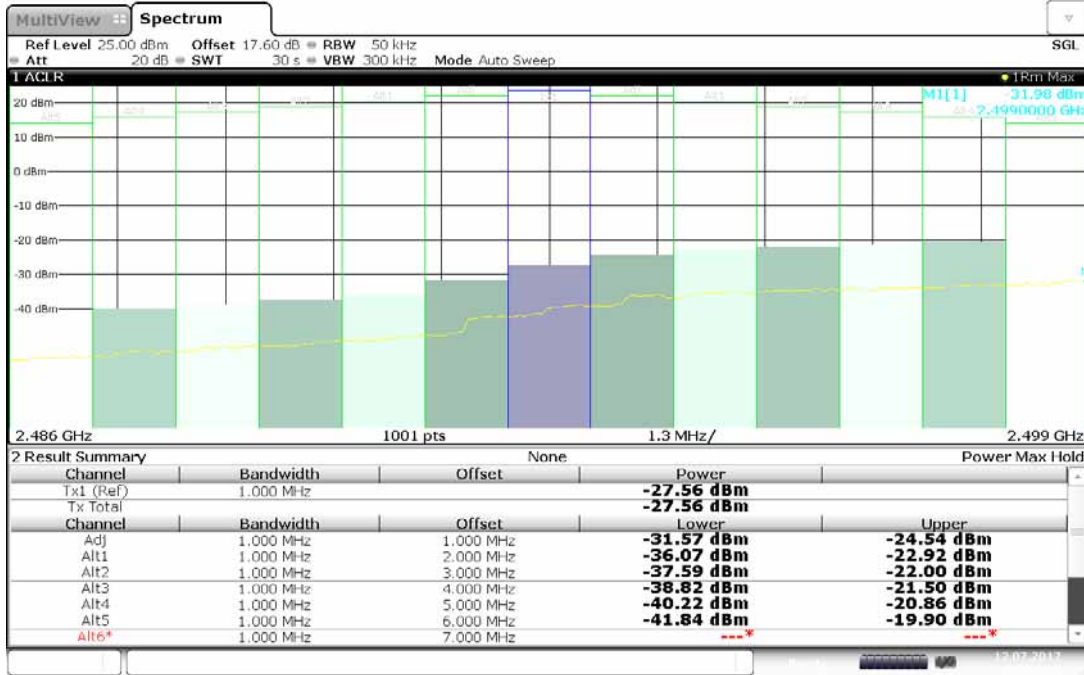 MultiView Spectrum
Ref Level 25.00 dBm Offset 17.60 dB RBW 50 kHz
SGL
Att 20 dB SWT 30 s VBW 300 kHz Mode Auto Sweep
1 ACLR 1Rm Max
M1[1] -31.98 dBm
2.4990000 GHz
20 dBm
10 dBm
0 dBm
-10 dBm
-20 dBm
-30 dBm
-40 dBm
2.486 GHz 1001 pts 1.3 MHz/ 2.499 GHz
2 Result Summary None Power Max Hold
Channel Bandwidth Offset Power
Tx1 (Ref) 1.000 MHz -27.56 dBm
Tx Total -27.56 dBm
Channel Bandwidth Offset Lower Upper
Adj 1.000 MHz 1.000 MHz -31.57 dBm -24.54 dBm
Alt1 1.000 MHz 2.000 MHz -36.07 dBm -22.92 dBm
Alt2 1.000 MHz 3.000 MHz -37.59 dBm -22.00 dBm
Alt3 1.000 MHz 4.000 MHz -38.82 dBm -21.50 dBm
Alt4 1.000 MHz 5.000 MHz -40.22 dBm -20.86 dBm
Alt5 1.000 MHz 6.000 MHz -41.84 dBm -19.90 dBm
Alt6* 1.000 MHz 7.000 MHz ---* ---*
12.07.2017